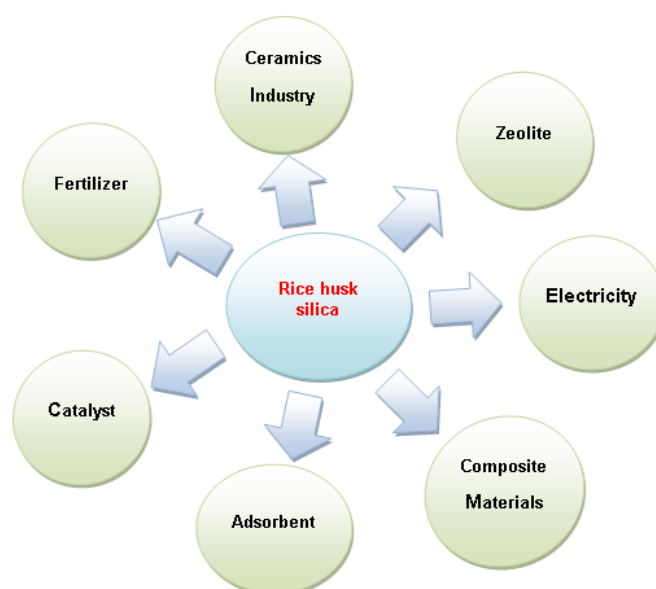 Ceramics
Industry
Zeolite
Fertilizer
Rice husk
silica
Electricity
Catalyst
Composite
Materials
Adsorbent